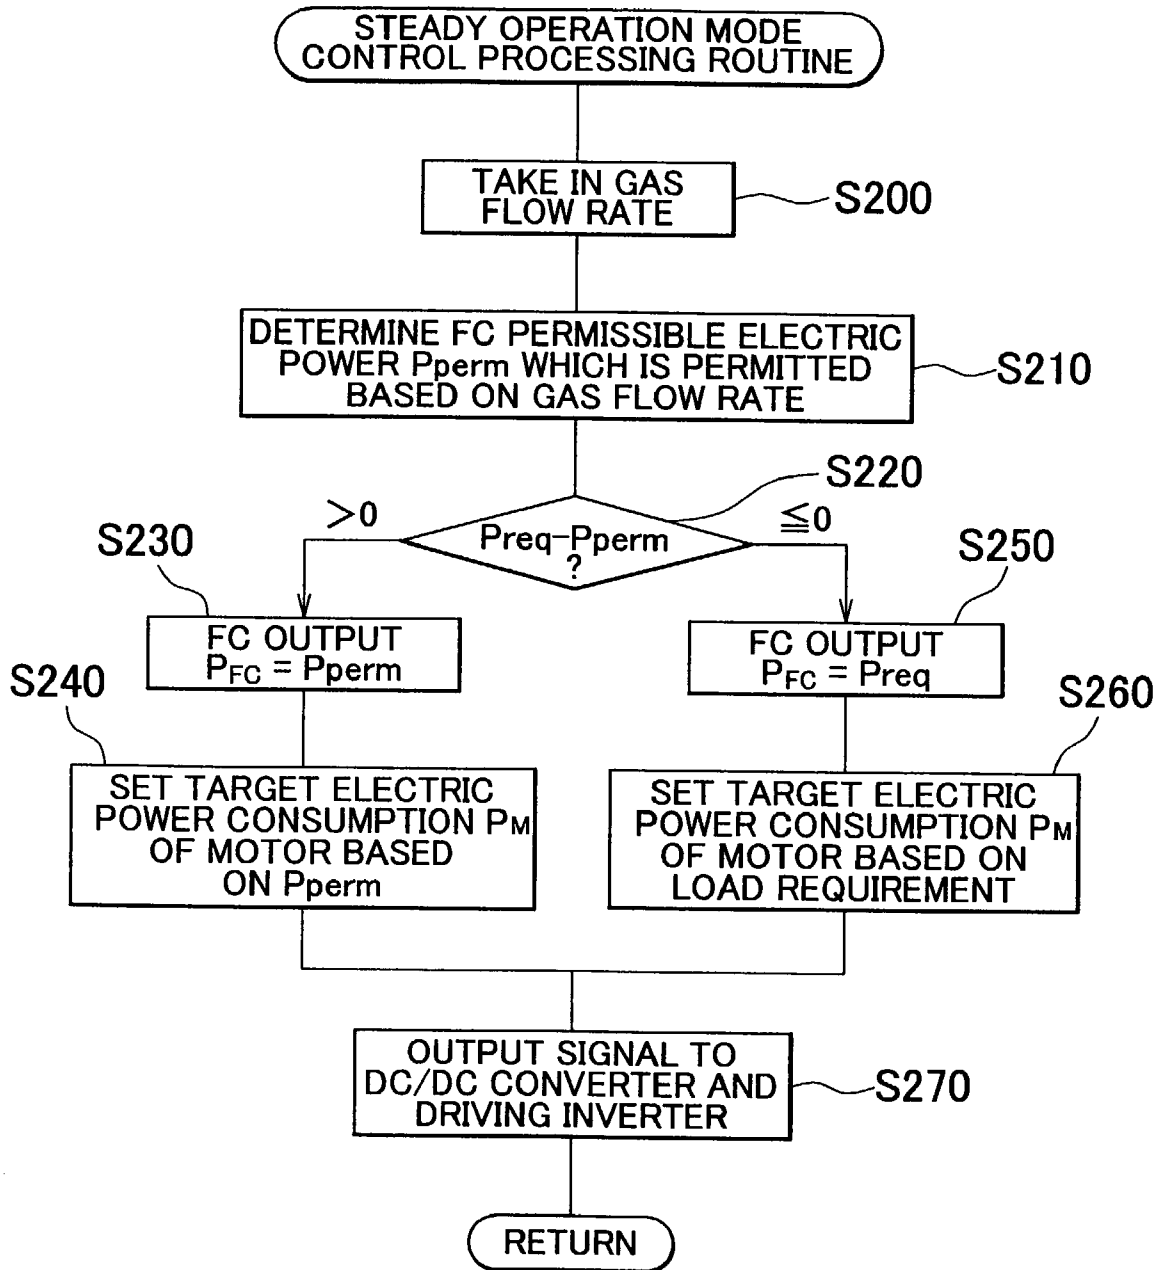 STEADY OPERATION MODE
CONTROL PROCESSING ROUTINE
TAKE IN GAS
FLOW RATE
S200
DETERMINE FC PERMISSIBLE ELECTRIC
POWER Pperm WHICH IS PERMITTED
BASED ON GAS FLOW RATE
S210
S220
>0
Preq-Pperm
?
≦0
S230
FC OUTPUT
PFC = Pperm
S250
FC OUTPUT
PFC = Preq
S240
SET TARGET ELECTRIC
POWER CONSUMPTION PM
OF MOTOR BASED
ON Pperm
S260
SET TARGET ELECTRIC
POWER CONSUMPTION PM
OF MOTOR BASED ON
LOAD REQUIREMENT
OUTPUT SIGNAL TO
DC/DC CONVERTER AND
DRIVING INVERTER
S270
RETURN